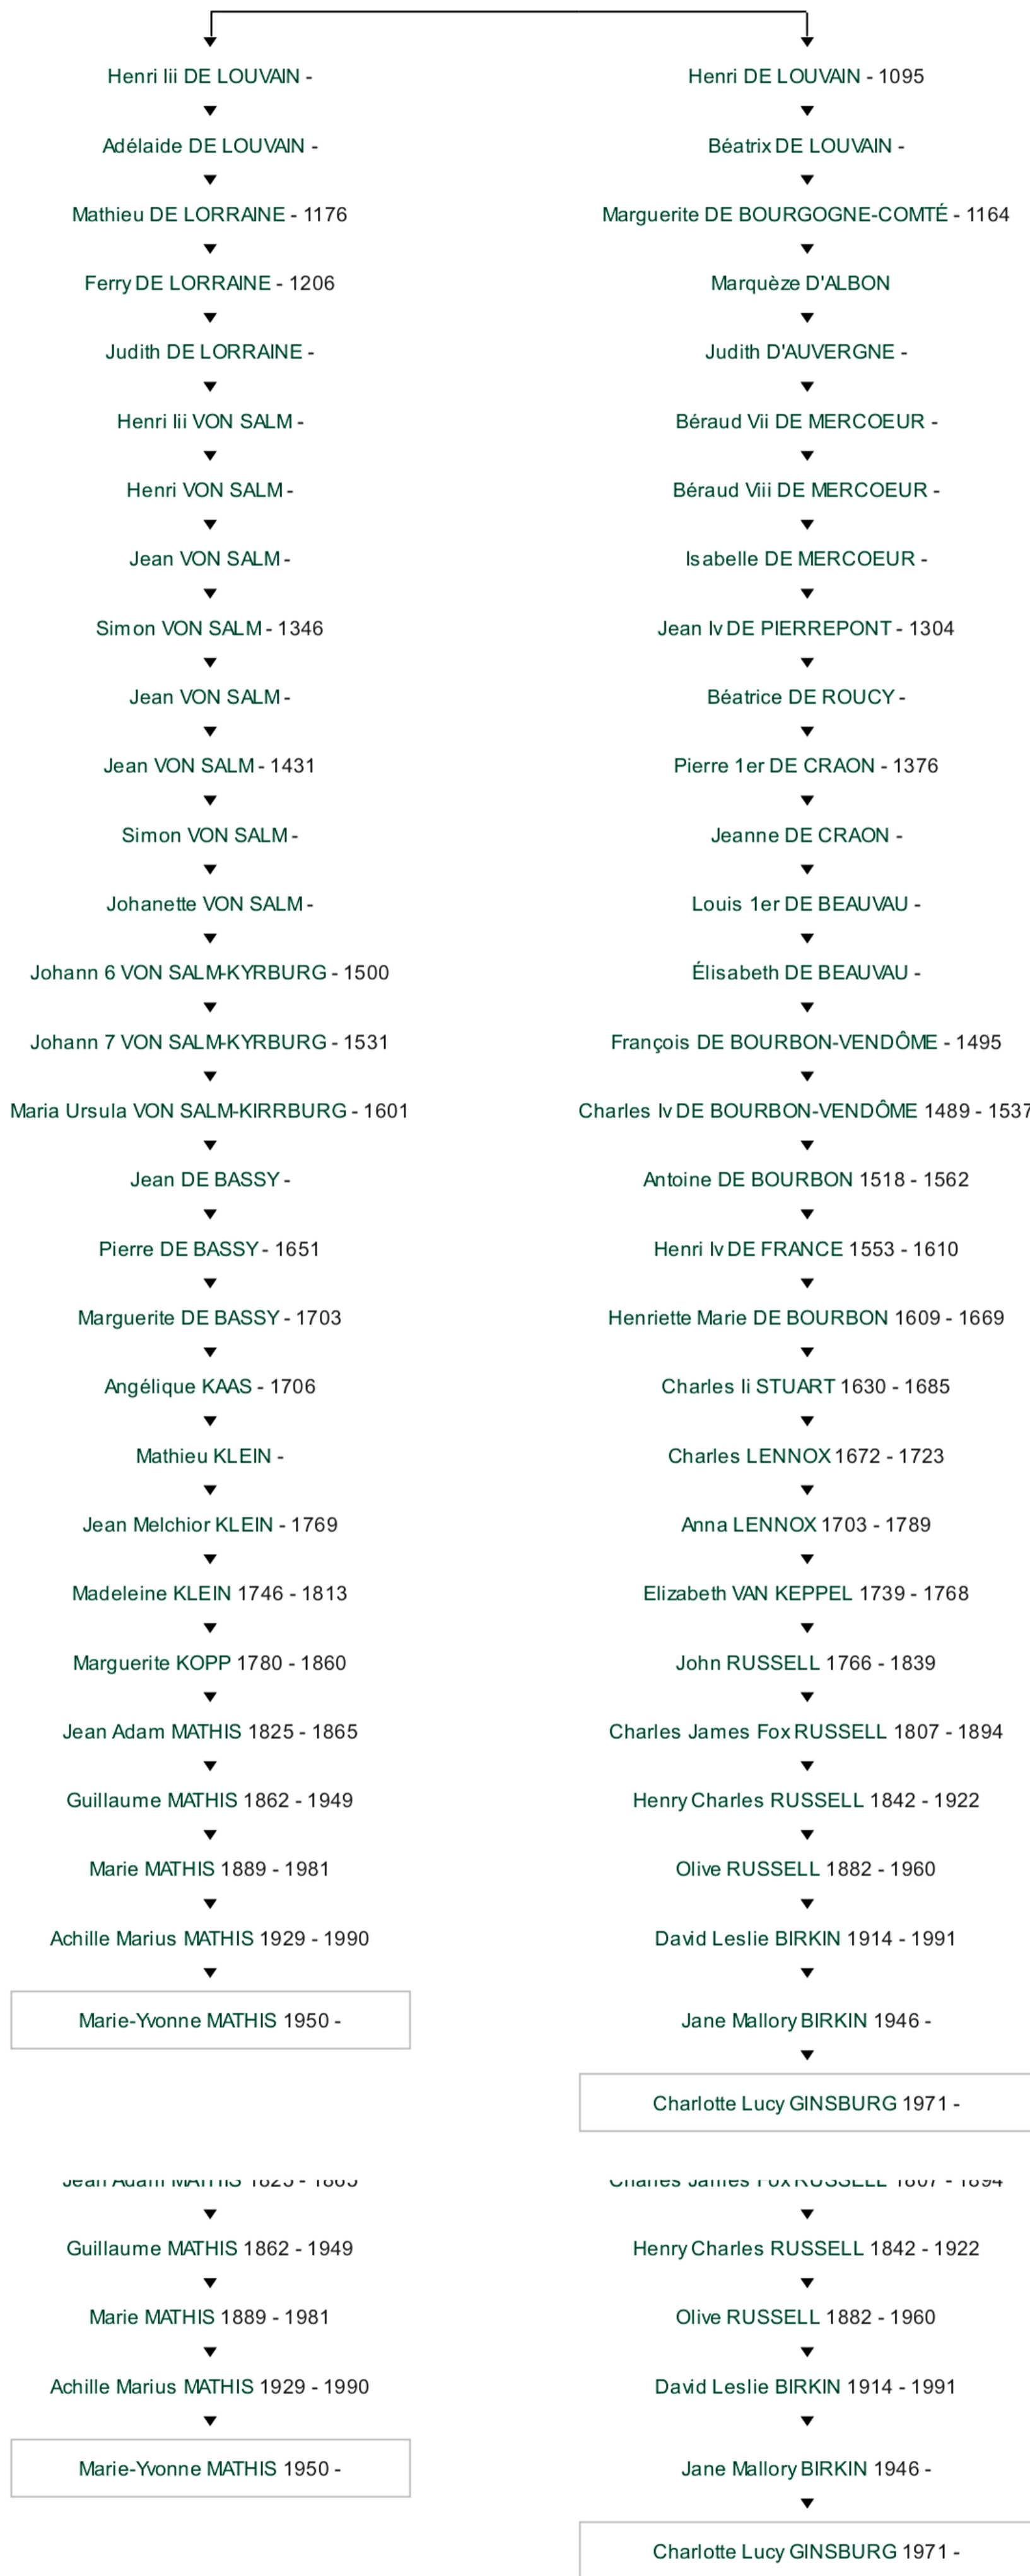 Henri Iii DE LOUVAIN -
Henri DE LOUVAIN - 1095
Adélaide DE LOUVAIN -
Béatrix DE LOUVAIN -
Mathieu DE LORRAINE - 1176
Marguerite DE BOURGOGNE-COMTÉ - 1164
Ferry DE LORRAINE - 1206
Marquèze D'ALBON
Judith DE LORRAINE -
Judith D'AUVERGNE -
Henri Iii VON SALM -
Béraud Vii DE MERCOEUR -
Henri VON SALM -
Béraud Viii DE MERCOEUR -
Jean VON SALM -
Isabelle DE MERCOEUR -
Simon VON SALM - 1346
Jean Iv DE PIERREPONT - 1304
Jean VON SALM -
Béatrice DE ROUCY -
Jean VON SALM - 1431
Pierre 1er DE CRAON - 1376
Simon VON SALM -
Jeanne DE CRAON -
Johanette VON SALM -
Louis 1er DE BEAUVAU -
Johann 6 VON SALM-KYRBURG - 1500
Élisabeth DE BEAUVAU -
Johann 7 VON SALM-KYRBURG - 1531
François DE BOURBON-VENDÔME - 1495
Maria Ursula VON SALM-KIRRBURG - 1601
Charles Iv DE BOURBON-VENDÔME 1489 - 1537
Jean DE BASSY -
Antoine DE BOURBON 1518 - 1562
Pierre DE BASSY - 1651
Henri Iv DE FRANCE 1553 - 1610
Marguerite DE BASSY - 1703
Henriette Marie DE BOURBON 1609 - 1669
Angélique KAAS - 1706
Charles Ii STUART 1630 - 1685
Mathieu KLEIN -
Charles LENNOX 1672 - 1723
Jean Melchior KLEIN - 1769
Anna LENNOX 1703 - 1789
Madeleine KLEIN 1746 - 1813
Elizabeth VAN KEPPEL 1739 - 1768
Marguerite KOPP 1780 - 1860
John RUSSELL 1766 - 1839
Jean Adam MATHIS 1825 - 1865
Charles James Fox RUSSELL 1807 - 1894
Guillaume MATHIS 1862 - 1949
Henry Charles RUSSELL 1842 - 1922
Marie MATHIS 1889 - 1981
Olive RUSSELL 1882 - 1960
Achille Marius MATHIS 1929 - 1990
David Leslie BIRKIN 1914 - 1991
Marie-Yvonne MATHIS 1950 -
Jane Mallory BIRKIN 1946 -
Charlotte Lucy GINSBURG 1971 -
Jean Adam MATHIS 1825 - 1865
Charles James Fox RUSSELL 1807 - 1894
Guillaume MATHIS 1862 - 1949
Henry Charles RUSSELL 1842 - 1922
Marie MATHIS 1889 - 1981
Olive RUSSELL 1882 - 1960
Achille Marius MATHIS 1929 - 1990
David Leslie BIRKIN 1914 - 1991
Marie-Yvonne MATHIS 1950 -
Jane Mallory BIRKIN 1946 -
Charlotte Lucy GINSBURG 1971 -